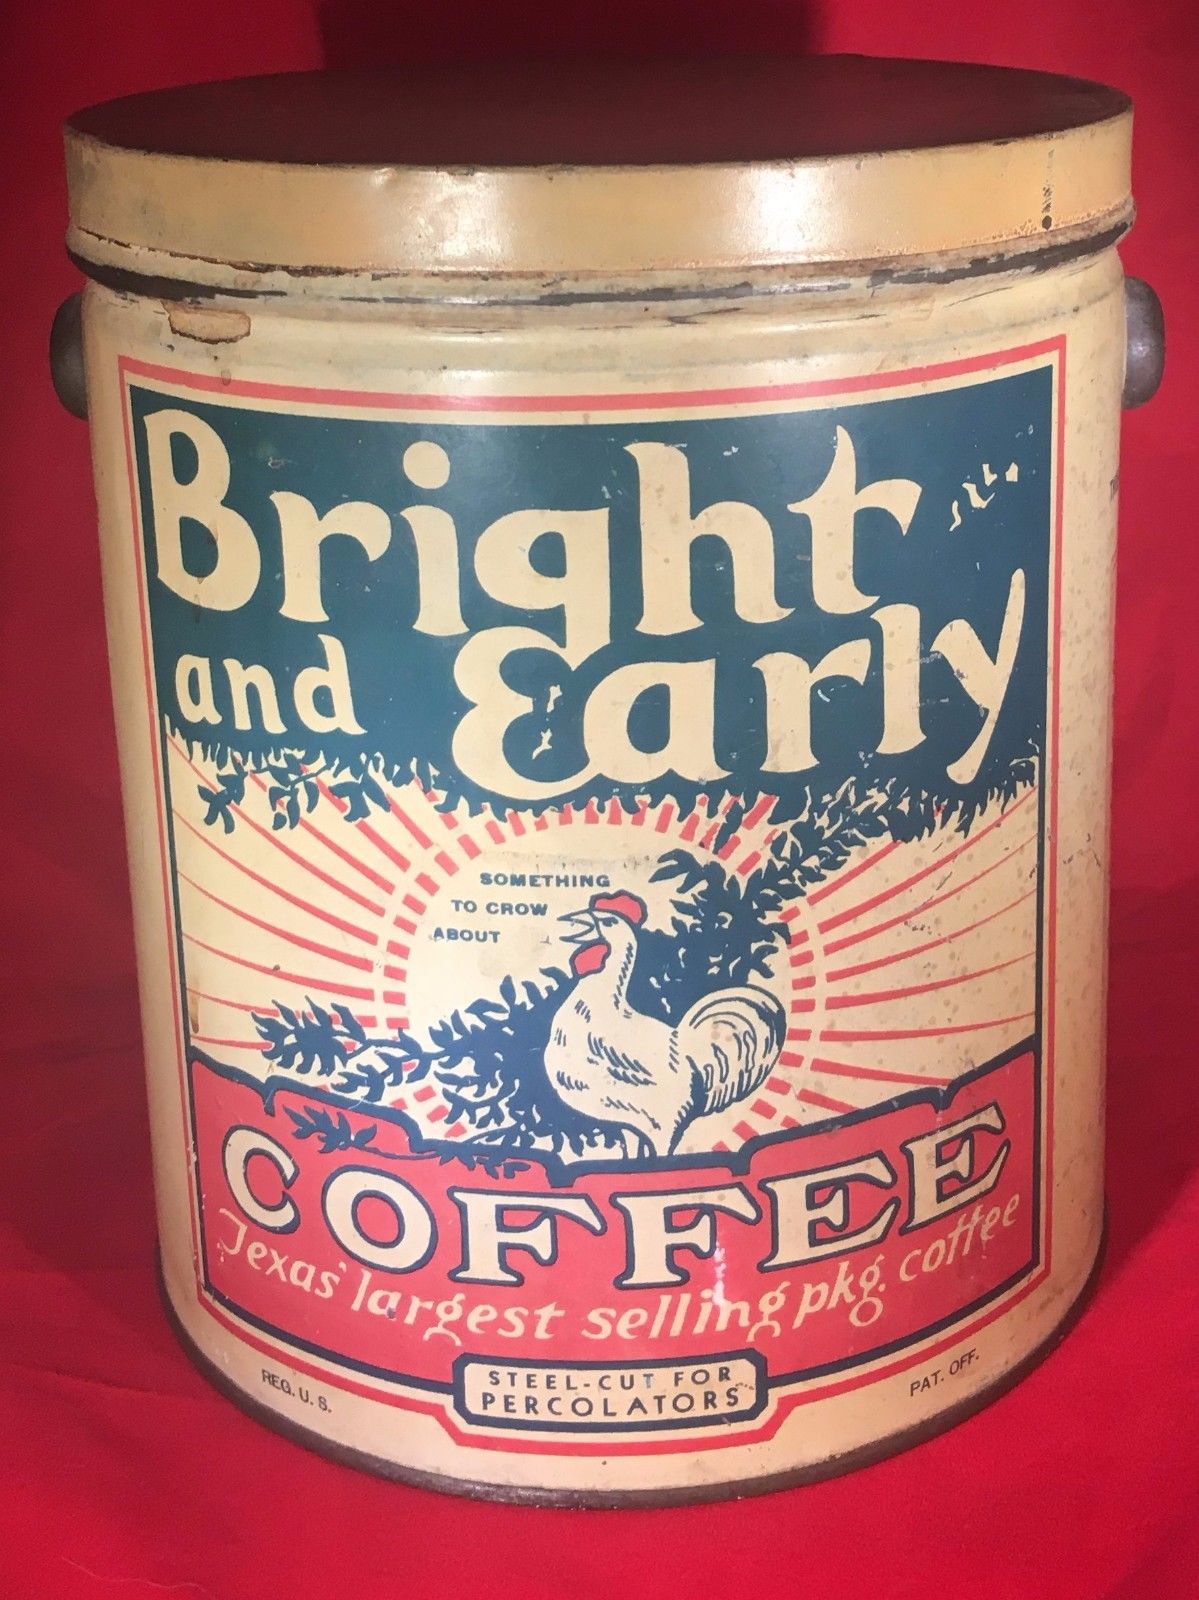 Bright
and Early
SOMETHING
TO CROW
ABOUT
COFFEE
Texas' largest selling pkg. coffee
STEEL-CUT FOR
PERCOLATORS
REG. U. S.
PAT. OFF.